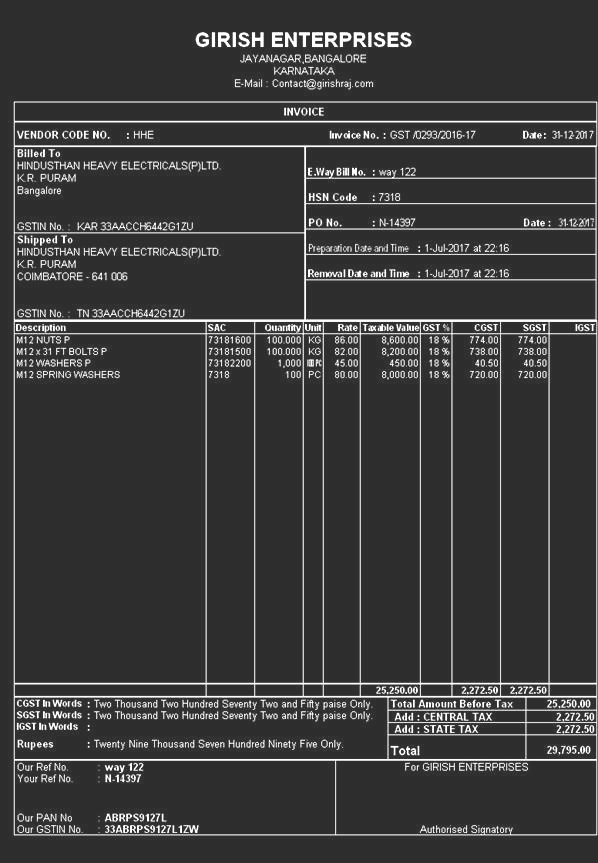 GIRISH ENTERPRISES
JAYANAGAR,BANGALORE
KARNATAKA
E-Mail : Contact@girishraj.com
INVOICE
VENDOR CODE NO. : HHE Invoice No. : GST /0293/2016-17 Date : 31-12-2017
Billed To
HINDUSTHAN HEAVY ELECTRICALS(P)LTD.
K.R. PURAM
Bangalore
GSTIN No. : KAR 33AACCH6442G1ZU
E.Way Bill No. : way 122
HSN Code : 7318
PO No. : N-14397 Date : 31-12-2017
Shipped To
HINDUSTHAN HEAVY ELECTRICALS(P)LTD.
K.R. PURAM
COIMBATORE - 641 006
GSTIN No. : TN 33AACCH6442G1ZU
Preparation Date and Time : 1-Jul-2017 at 22:16
Removal Date and Time : 1-Jul-2017 at 22:16
Description SAC Quantity Unit Rate Taxable Value GST % CGST SGST IGST
M12 NUTS P 73181600 100.000 KG 86.00 8,600.00 18 % 774.00 774.00
M12 x 31 FT BOLTS P 73181500 100.000 KG 82.00 8,200.00 18 % 738.00 738.00
M12 WASHERS P 73182200 1,000 45.00 450.00 18 % 40.50 40.50
M12 SPRING WASHERS 7318 100 PC 80.00 8,000.00 18 % 720.00 720.00
25,250.00 2,272.50 2,272.50
CGST In Words : Two Thousand Two Hundred Seventy Two and Fifty paise Only.
SGST In Words : Two Thousand Two Hundred Seventy Two and Fifty paise Only.
IGST In Words :
Rupees : Twenty Nine Thousand Seven Hundred Ninety Five Only.
Total Amount Before Tax 25,250.00
Add : CENTRAL TAX 2,272.50
Add : STATE TAX 2,272.50
Total 29,795.00
Our Ref No. : way 122
Your Ref No. : N-14397
Our PAN No : ABRPS9127L
Our GSTIN No. : 33ABRPS9127L1ZW
For GIRISH ENTERPRISES
Authorised Signatory